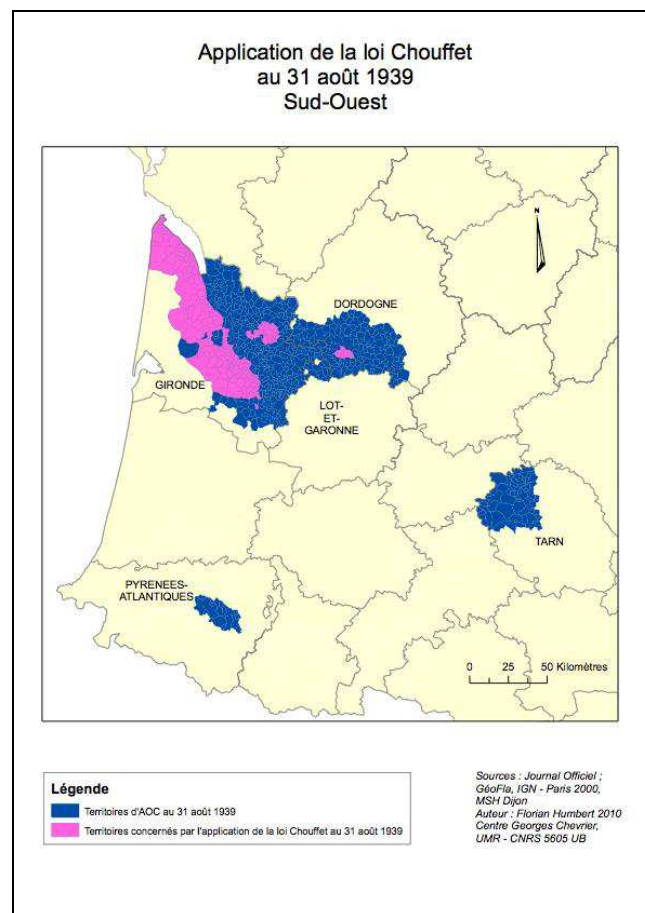 Application de la loi Chouffet
au 31 août 1939
Sud-Ouest
N
DORDOGNE
GIRONDE
LOT-
ET-
GARONNE
TARN
PYRENEES-
ATLANTIQUES
0 25 50 Kilomètres
Légende
Territoires d'AOC au 31 août 1939
Territoires concernés par l'application de la loi Chouffet au 31 août 1939
Sources : Journal Officiel ;
GéoFla, IGN - Paris 2000,
MSH Dijon
Auteur : Florian Humbert 2010
Centre Georges Chevrier,
UMR - CNRS 5605 UB